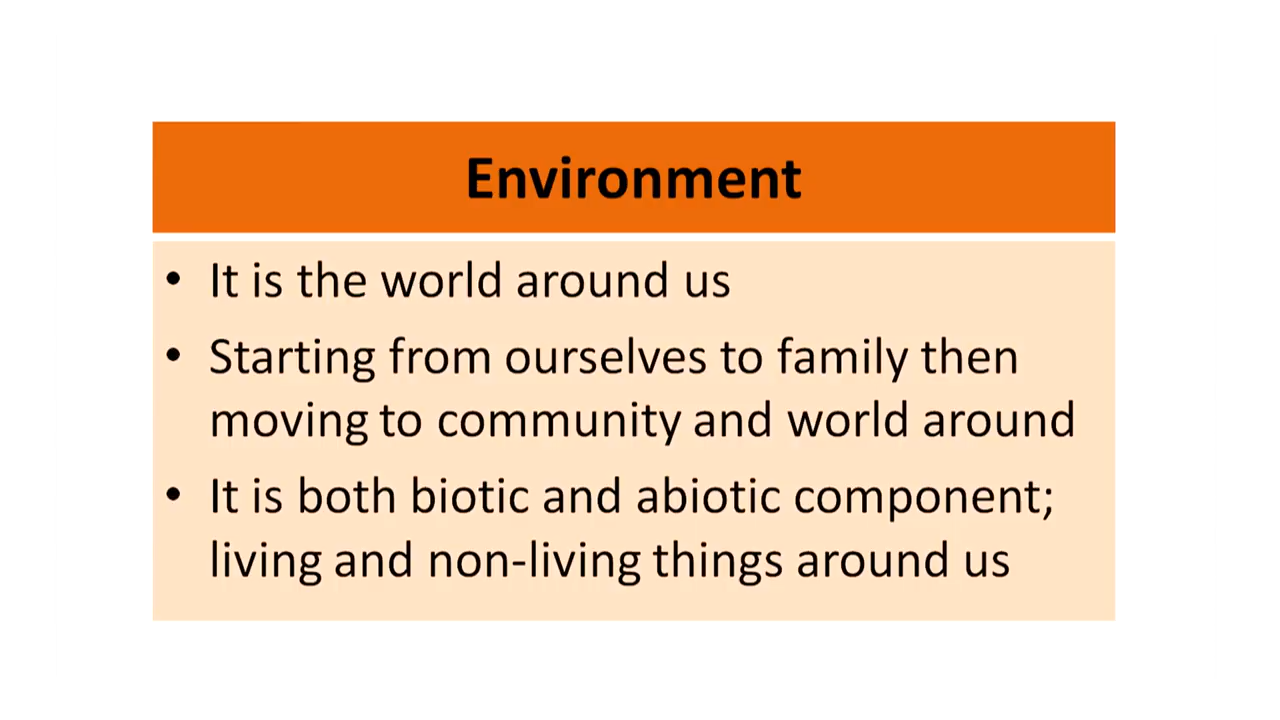 Environment
• It is the world around us
• Starting from ourselves to family then
moving to community and world around
• It is both biotic and abiotic component;
living and non-living things around us